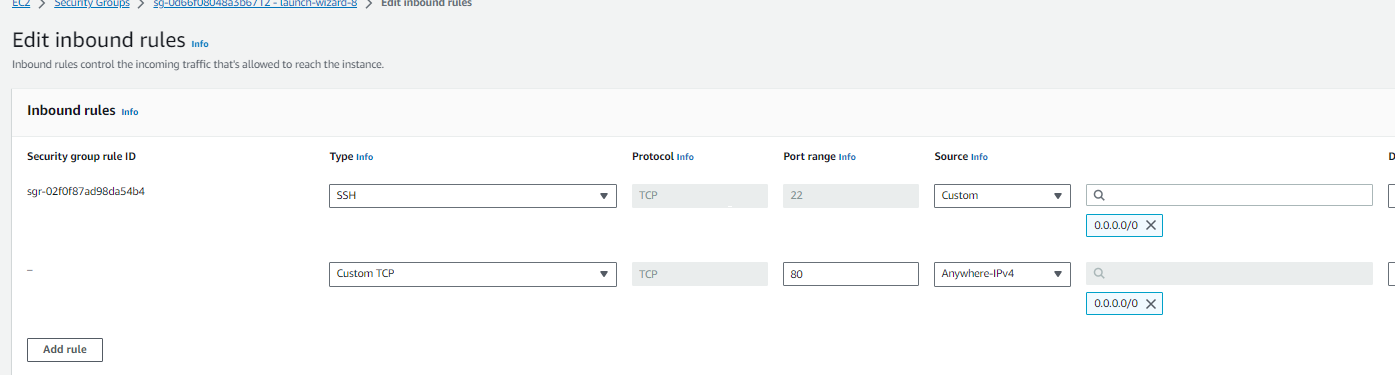 EC2 > Security Groups > sg-0d66f08048a3b6712 - launch-wizard-8 > Edit inbound rules
Edit inbound rules Info
Inbound rules control the incoming traffic that's allowed to reach the instance.
Inbound rules Info
Security group rule ID Type Info Protocol Info Port range Info Source Info D
sgr-02f0f87ad98da54b4 SSH TCP 22 Custom
0.0.0.0/0
– Custom TCP TCP 80 Anywhere-IPv4
0.0.0.0/0
Add rule